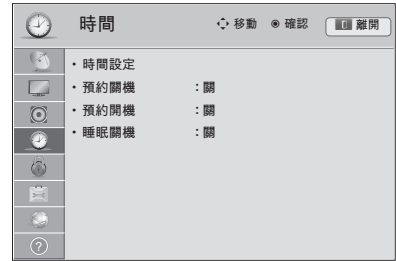 時間 移動 確認 離開
・時間設定
・預約關機 ：關
・預約開機 ：關
・睡眠關機 ：關
?